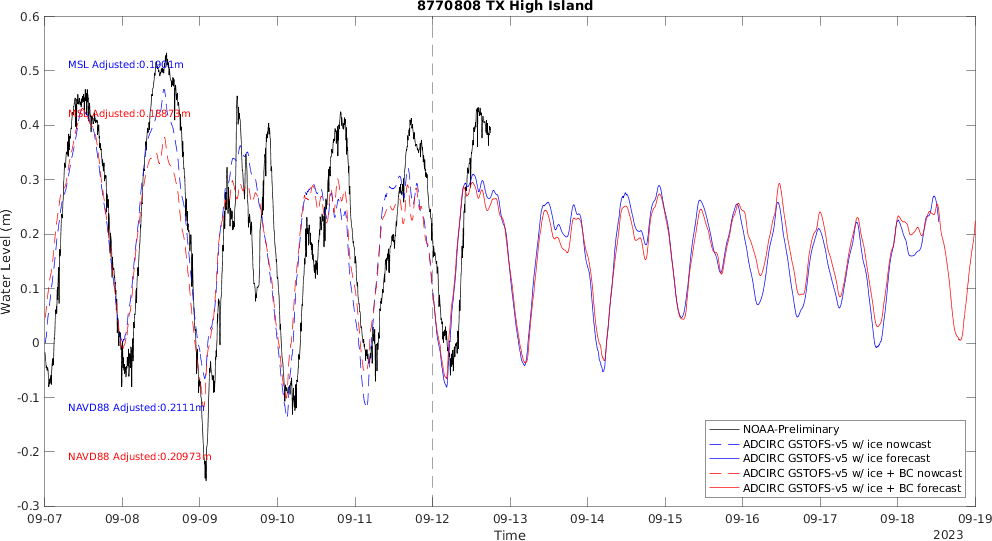 8770808 TX High Island
0.6
0.5
0.4
0.3
0.2
0.1
0
-0.1
-0.2
-0.3
Water Level (m)
MSL Adjusted:0.1901m
MSL Adjusted:0.18873m
NAVD88 Adjusted:0.2111m
NAVD88 Adjusted:0.20973m
NOAA-Preliminary
ADCIRC GSTOFS-v5 w/ ice nowcast
ADCIRC GSTOFS-v5 w/ ice forecast
ADCIRC GSTOFS-v5 w/ ice + BC nowcast
ADCIRC GSTOFS-v5 w/ ice + BC forecast
09-07 09-08 09-09 09-10 09-11 09-12 09-13 09-14 09-15 09-16 09-17 09-18 09-19
Time
2023